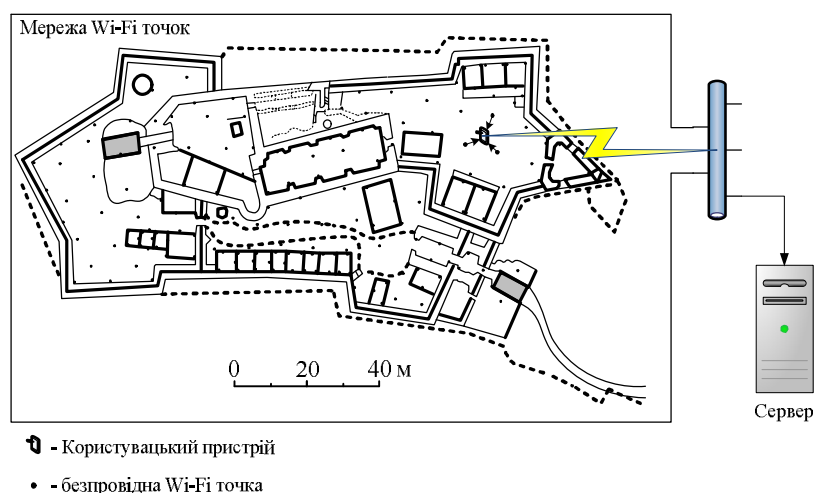 Мережа Wi-Fi точок
0 20 40 м
Сервер
- Користувацький пристрій
- безпровідна Wi-Fi точка